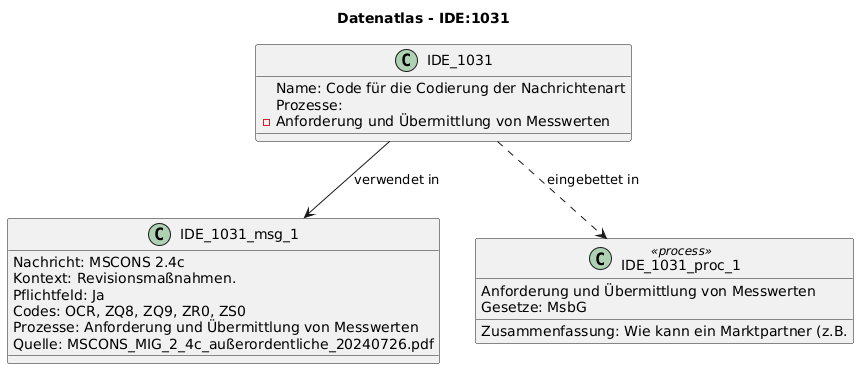 Datenatlas - IDE:1031
C IDE_1031
Name: Code für die Codierung der Nachrichtenart
Prozesse:
Anforderung und Übermittlung von Messwerten
verwendet in
eingebettet in
C IDE_1031_msg_1
Nachricht: MSCONS 2.4c
Kontext: Revisionsmaßnahmen.
Pflichtfeld: Ja
Codes: OCR, ZQ8, ZQ9, ZR0, ZS0
Prozesse: Anforderung und Übermittlung von Messwerten
Quelle: MSCONS_MIG_2_4c_außerordentliche_20240726.pdf
«process»
C IDE_1031_proc_1
Anforderung und Übermittlung von Messwerten
Gesetze: MsbG
Zusammenfassung: Wie kann ein Marktpartner (z.B.